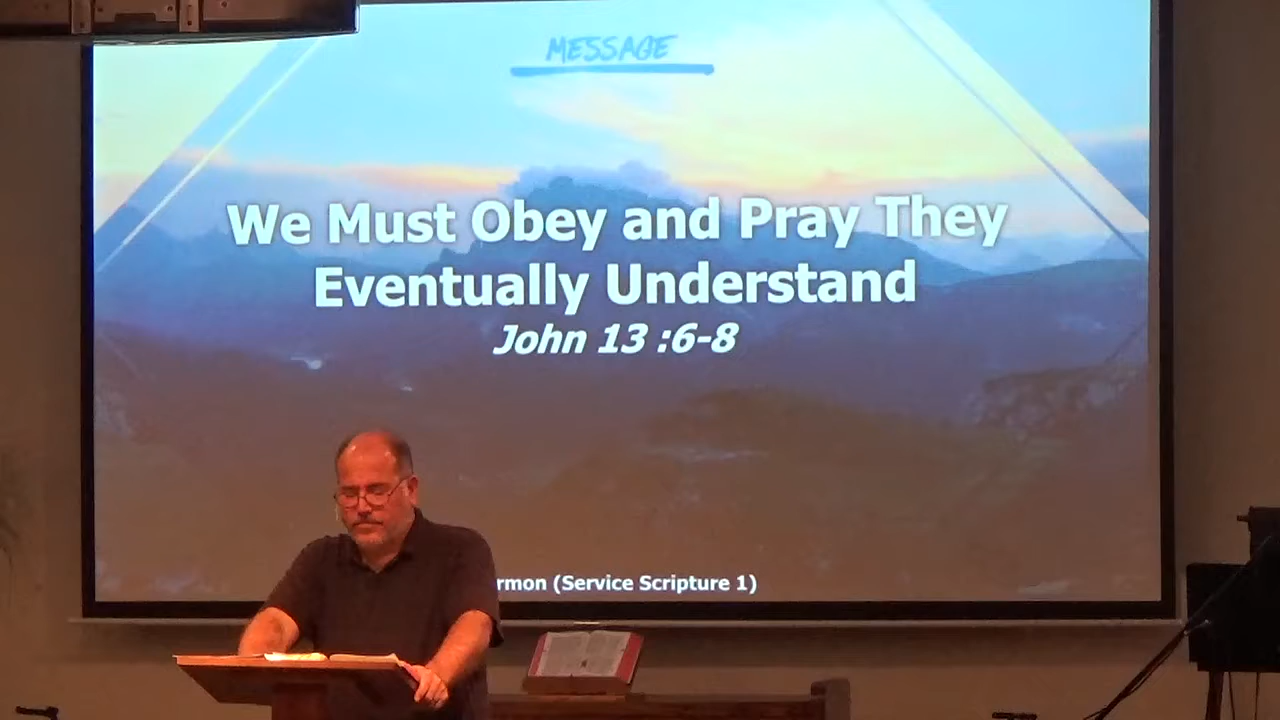 MESSAGE
We Must Obey and Pray They
Eventually Understand
John 13 :6-8
rmon (Service Scripture 1)